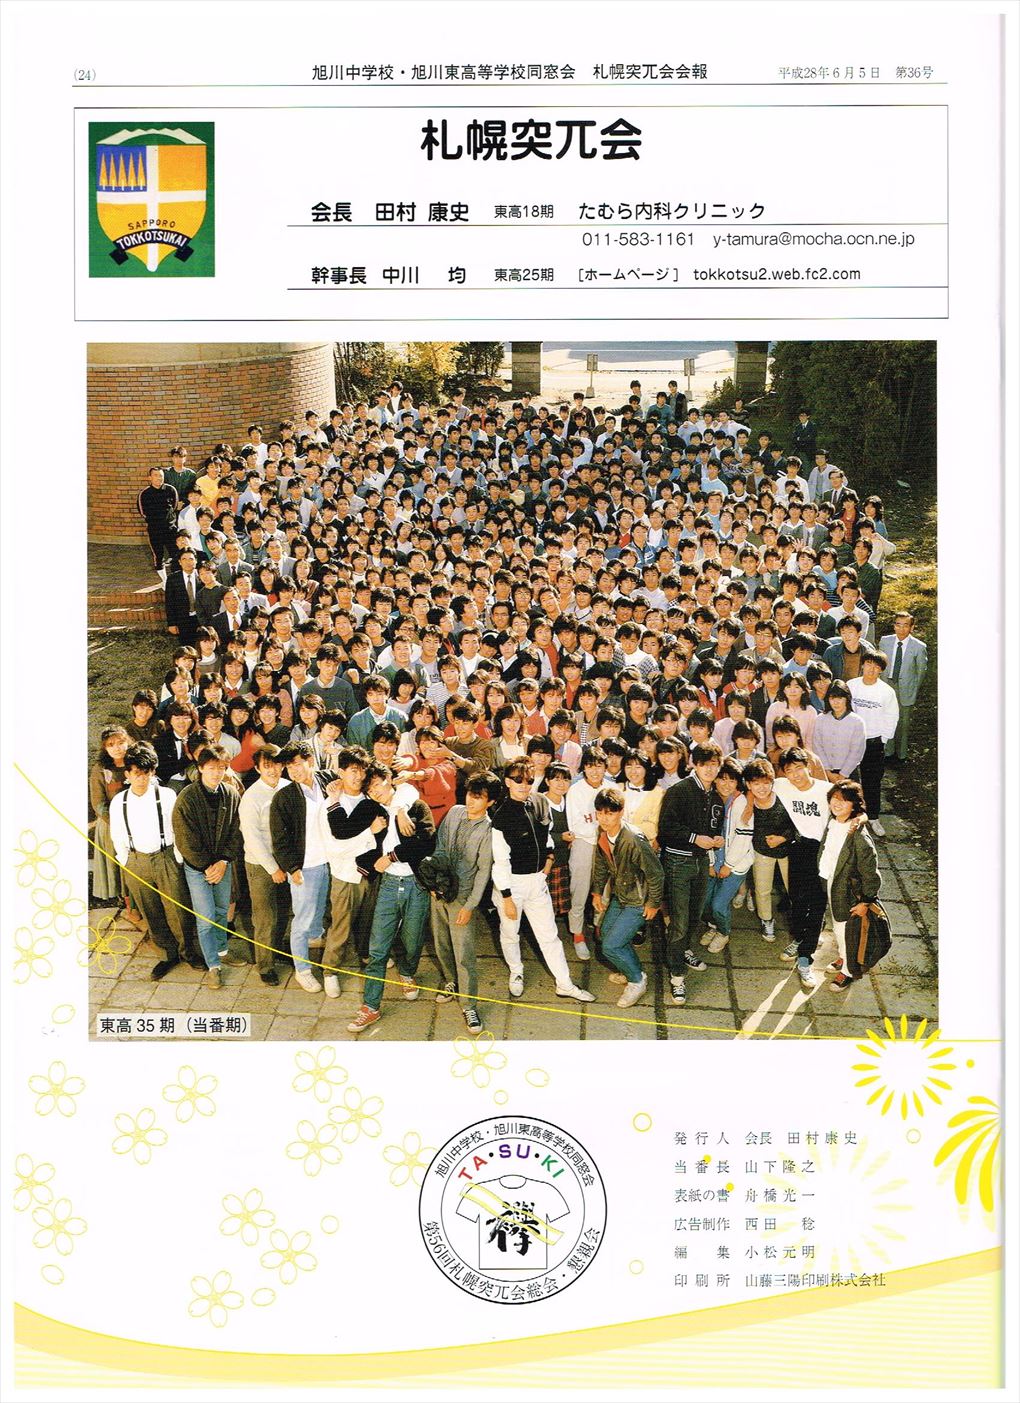 (24)
旭川中学校・旭川東高等学校同窓会　札幌突兀会会報
平成28年６月５日　第36号
SAPPORO
TOKKOTSUKAI
札幌突兀会
会長　田村 康史　東高18期　たむら内科クリニック
011-583-1161　y-tamura@mocha.ocn.ne.jp
幹事長　中川　均　東高25期　［ホームページ］　tokkotsu2.web.fc2.com
闘魂
H
東高35期（当番期）
旭川中学校・旭川東高等学校同窓会
TA・SU・KI
襷
第56回札幌突兀会総会・懇親会
発行人　会長　田村康史
当番長　山下隆之
表紙の書　舟橋光一
広告制作　西田　稔
編　集　小松元明
印刷所　山藤三陽印刷株式会社